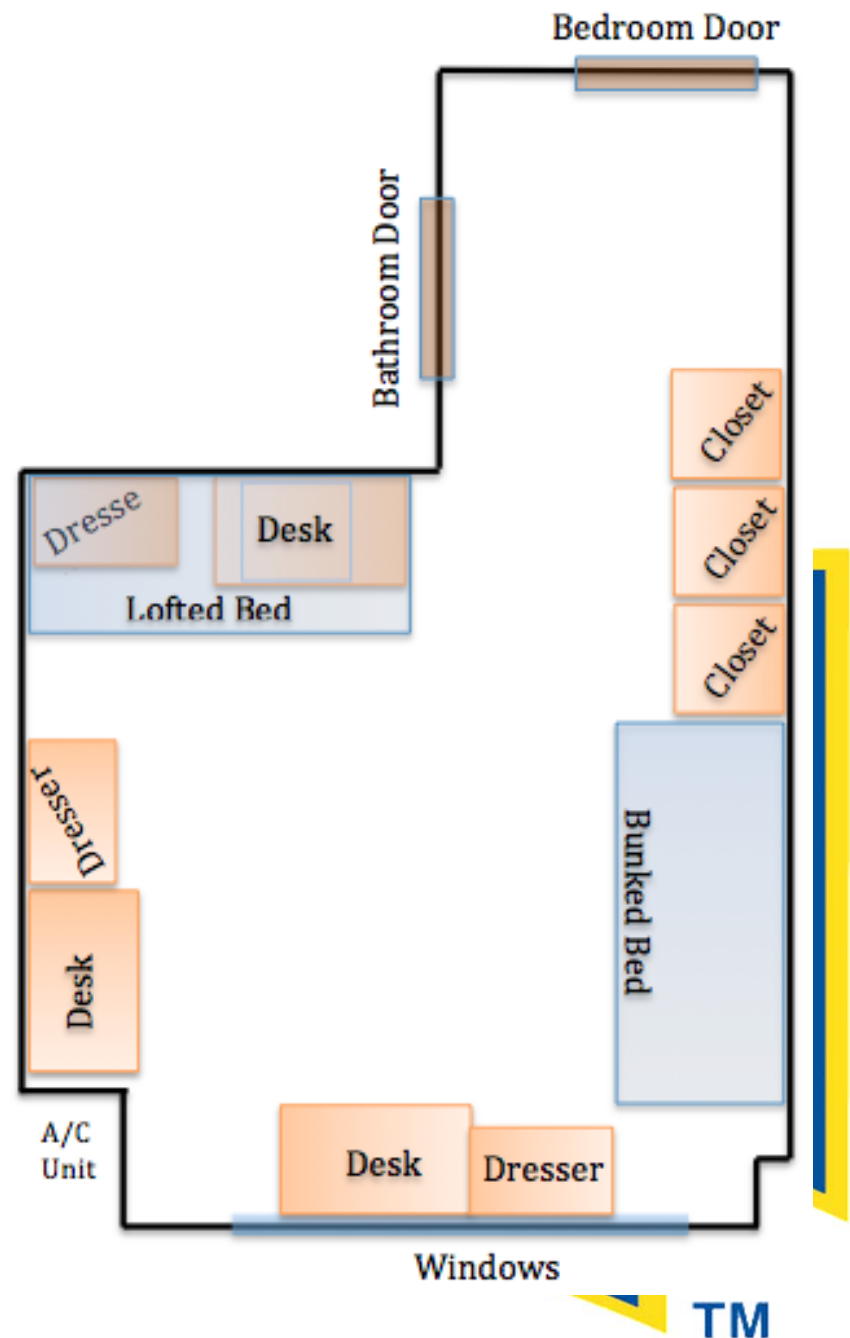 Bedroom Door
Bathroom Door
Closet
Dresse
Desk
Closet
Lofted Bed
Closet
Dresser
Bunked Bed
Desk
A/C
Unit
Desk
Dresser
Windows
TM